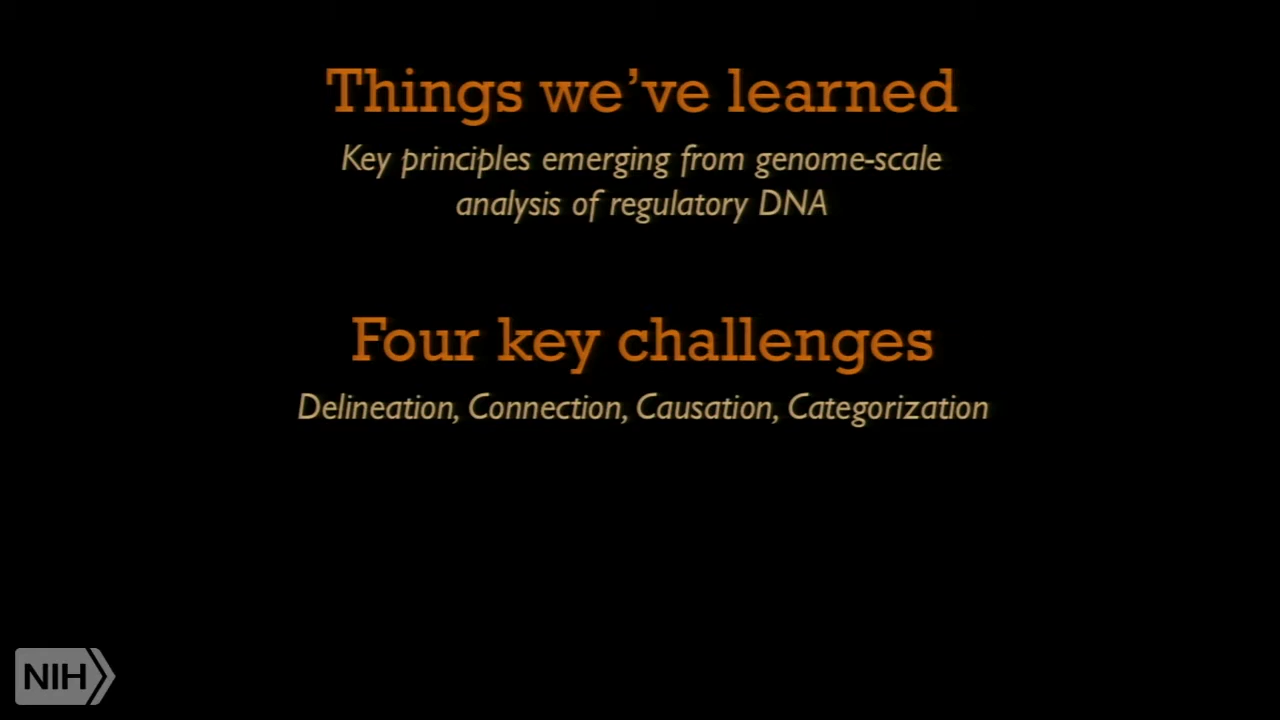 Things we’ve learned
Key principles emerging from genome-scale
analysis of regulatory DNA
Four key challenges
Delineation, Connection, Causation, Categorization
NIH